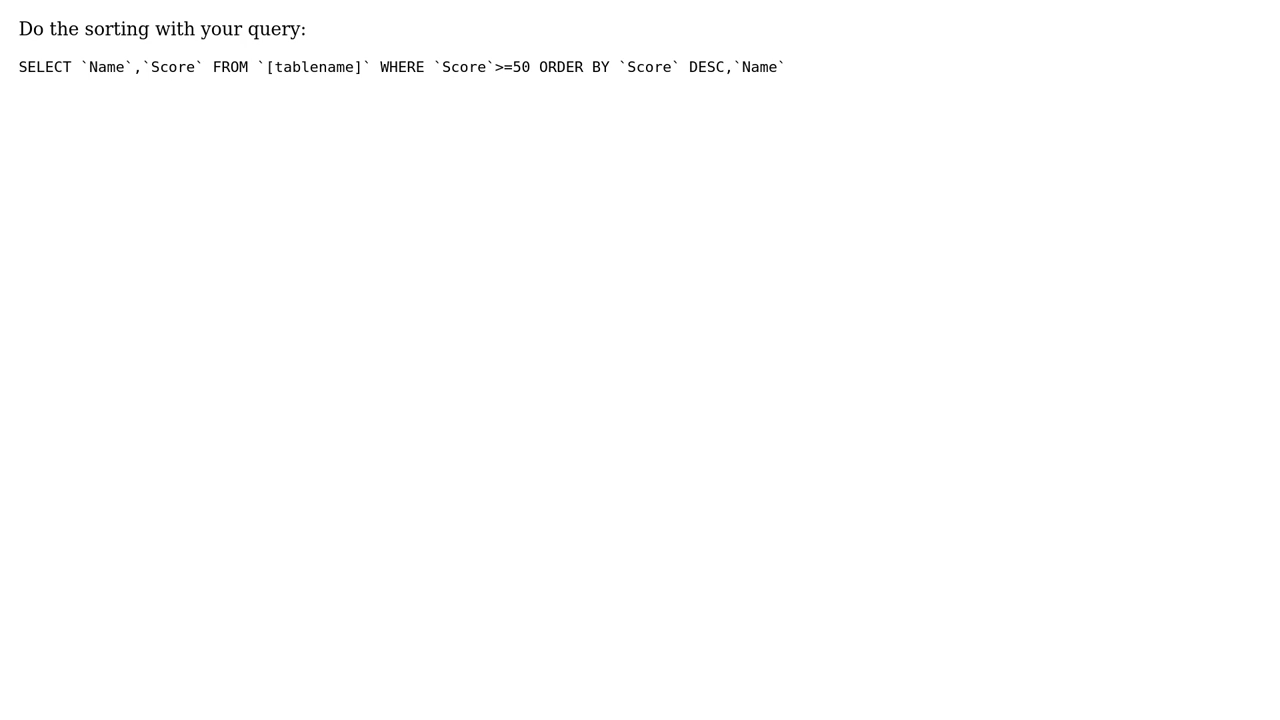 Do the sorting with your query:
SELECT `Name`,`Score` FROM `[tablename]` WHERE `Score`>=50 ORDER BY `Score` DESC,`Name`